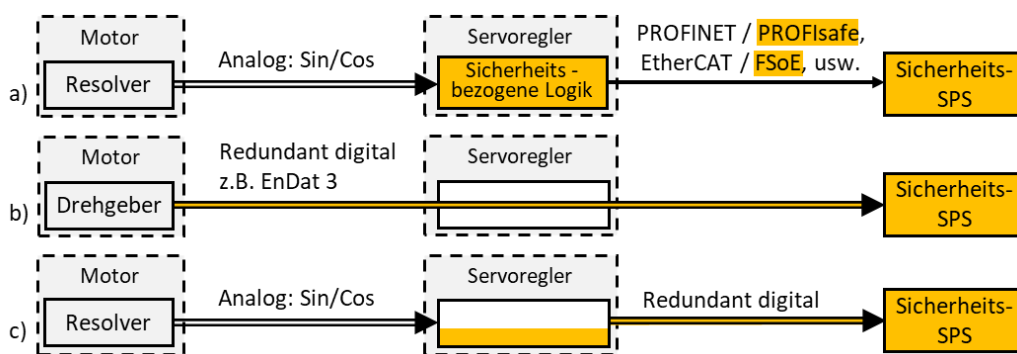 Motor
Resolver
Analog: Sin/Cos
Servoregler
Sicherheits -
bezogene Logik
PROFINET / PROFIsafe,
EtherCAT / FSoE, usw.
Sicherheits-
SPS
a)
Motor
Drehgeber
Redundant digital
z.B. EnDat 3
Servoregler
Sicherheits-
SPS
b)
Motor
Resolver
Analog: Sin/Cos
Servoregler
Redundant digital
Sicherheits-
SPS
c)